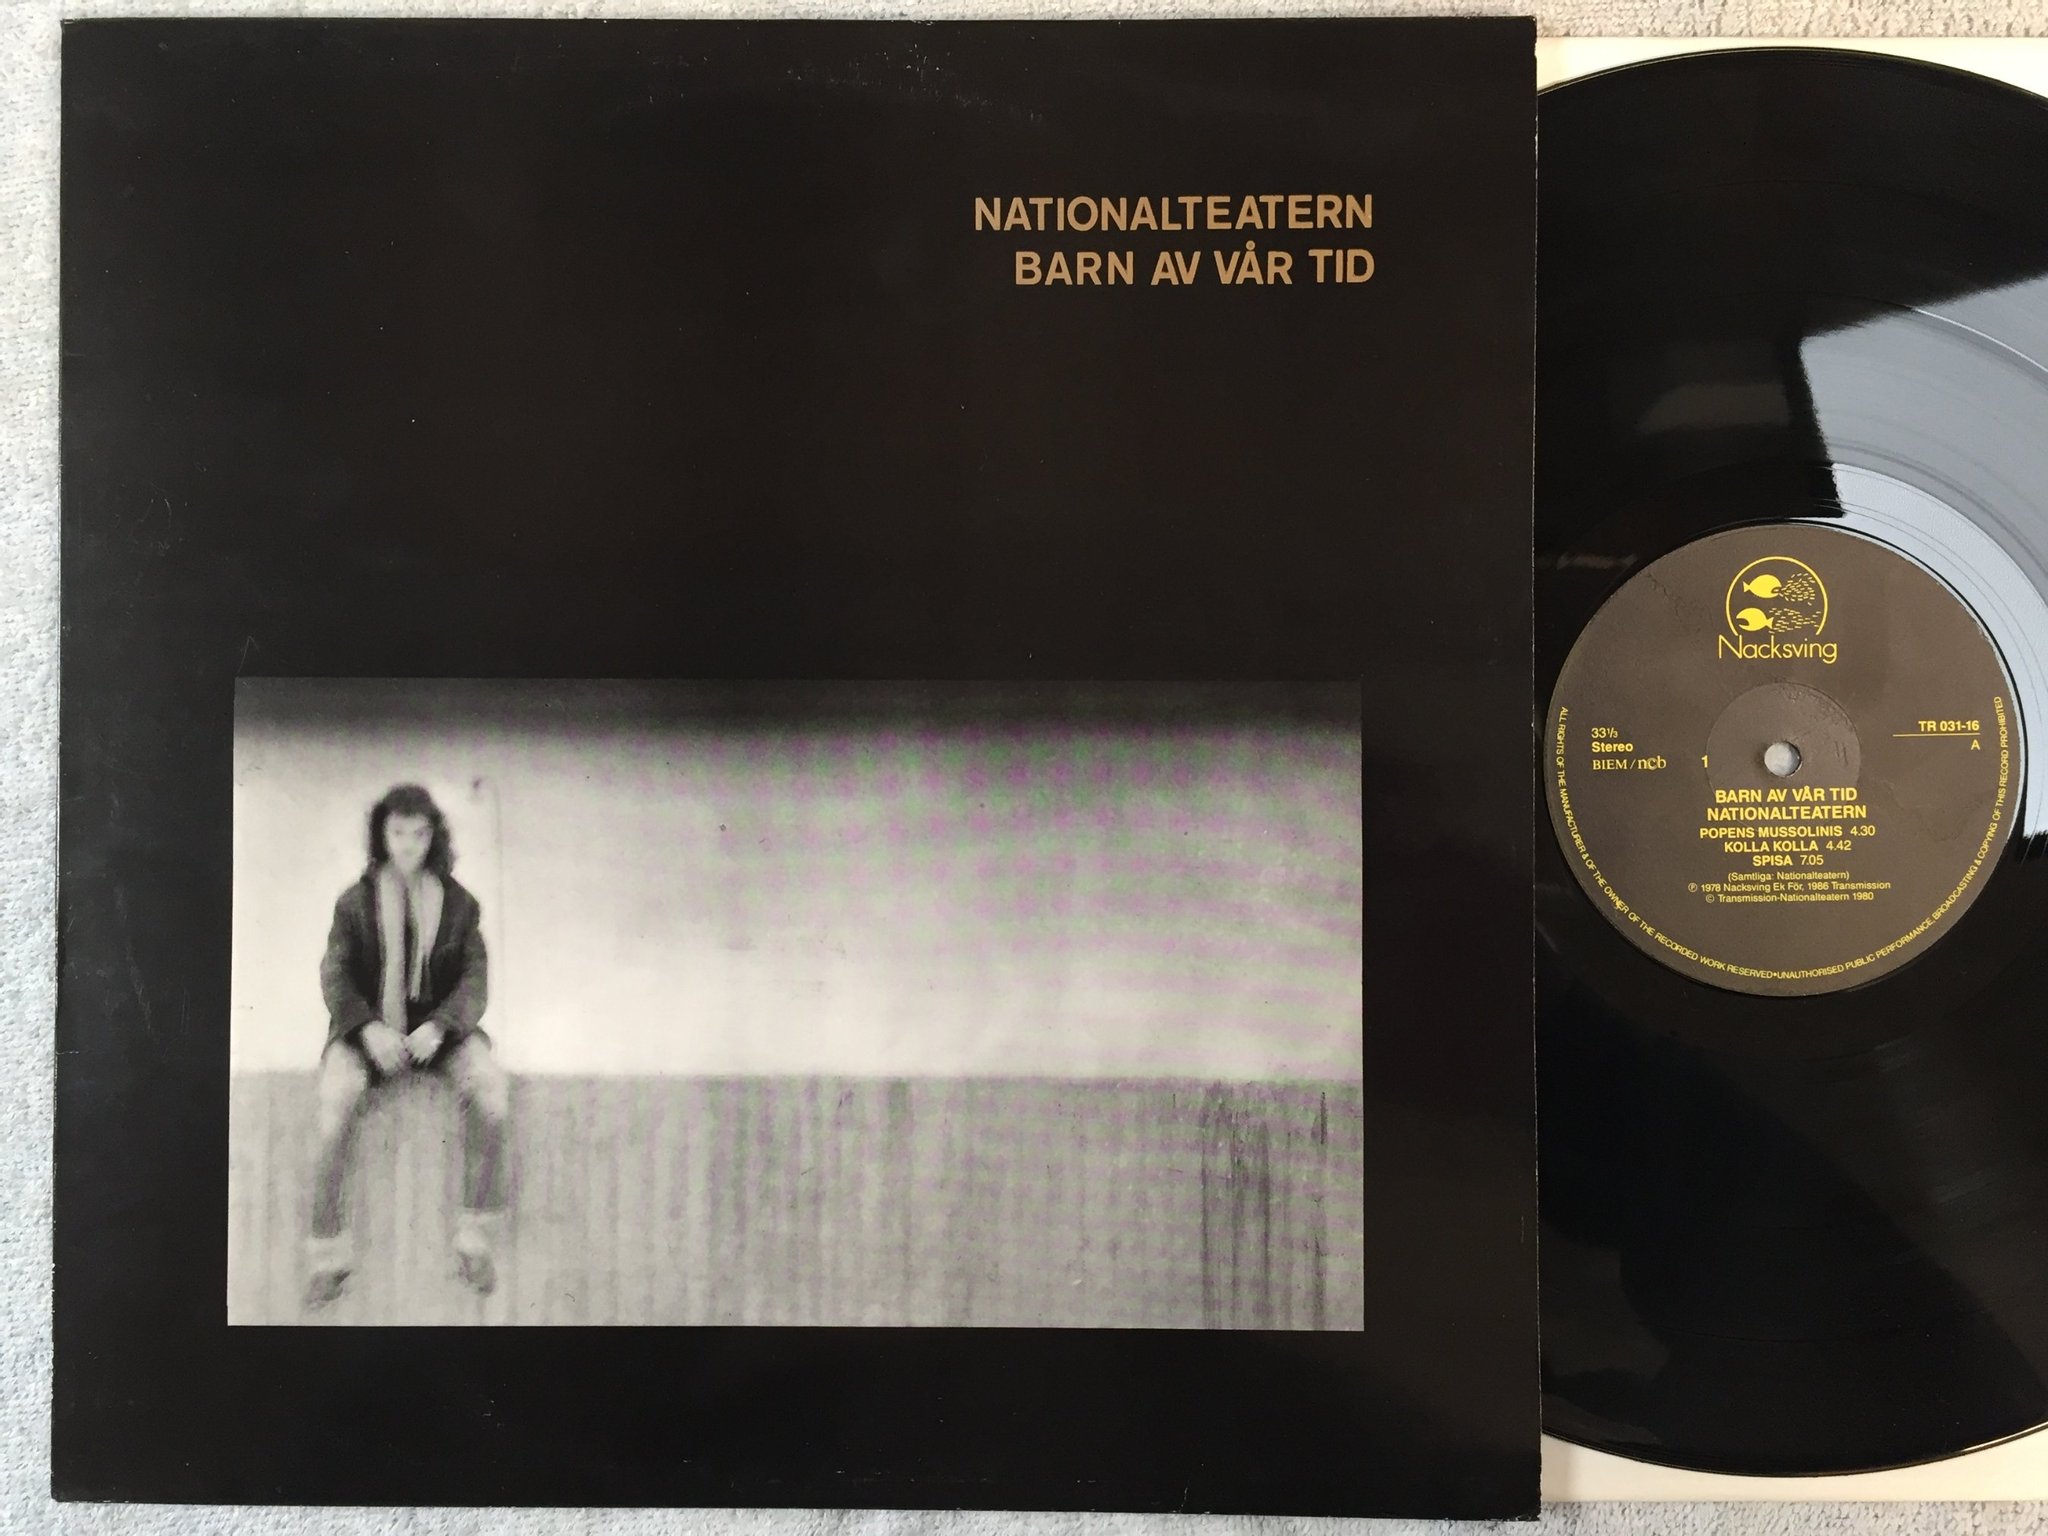 NATIONALTEATERN
BARN AV VÅR TID
Nacksving
33⅓
Stereo
BIEM / ncb
1
TR 031-16
A
BARN AV VÅR TID
NATIONALTEATERN
POPENS MUSSOLINIS 4.30
KOLLA KOLLA 4.42
SPISA 7.05
(Samtliga: Nationalteatern)
℗ 1978 Nacksving Ek För, 1986 Transmission
© Transmission-Nationalteatern 1980
ALL RIGHTS OF THE MANUFACTURER & OF THE OWNER OF THE RECORDED WORK RESERVED•UNAUTHORISED PUBLIC PERFORMANCE, BROADCASTING & COPYING OF THIS RECORD PROHIBITED